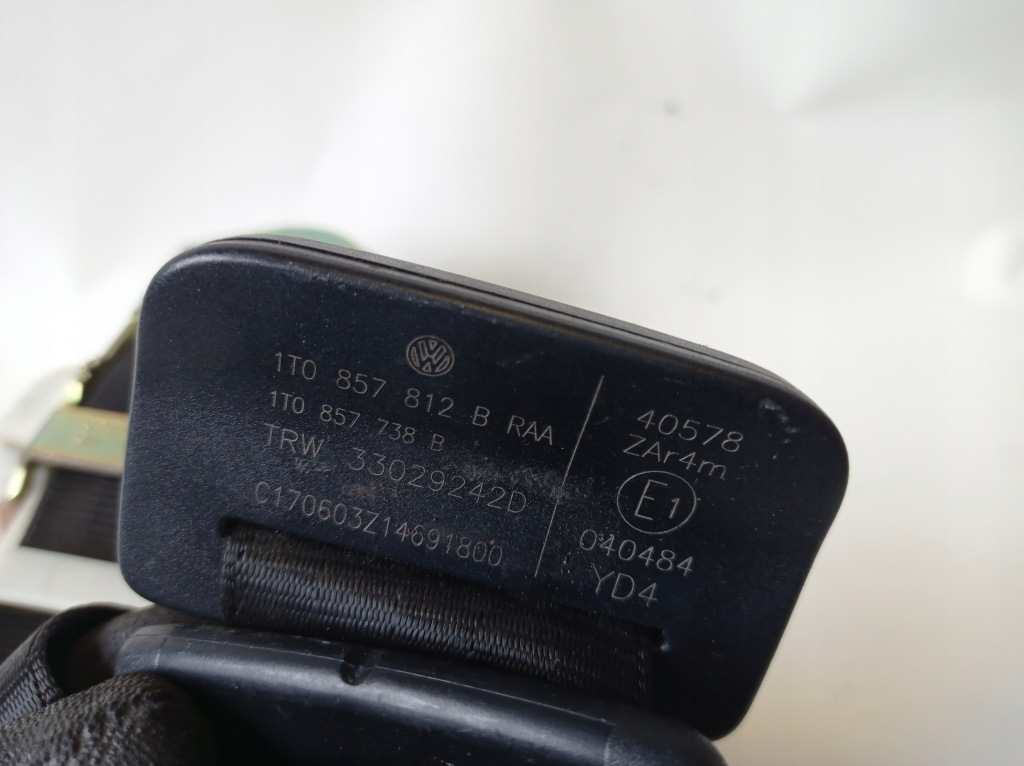 1T0 857 812 B RAA
1T0 857 738 B
TRW 33029242D
C170603Z14691800
40578
ZAr4m
E1
040484
YD4